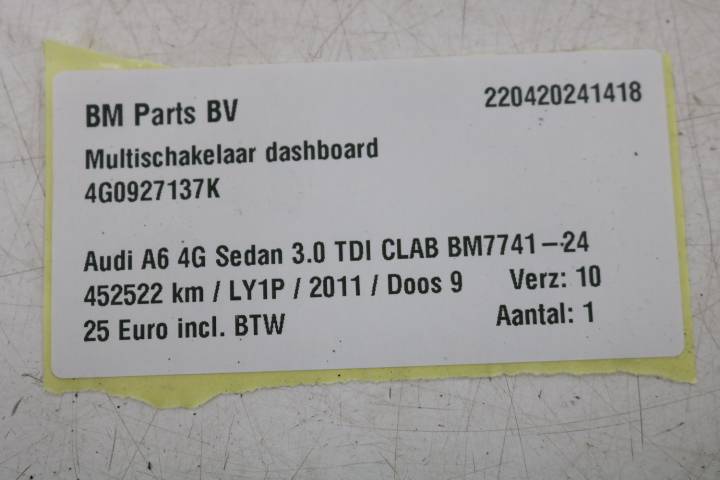 BM Parts BV 220420241418
Multischakelaar dashboard
4G0927137K
Audi A6 4G Sedan 3.0 TDI CLAB BM7741-24
452522 km / LY1P / 2011 / Doos 9 Verz: 10
25 Euro incl. BTW Aantal: 1